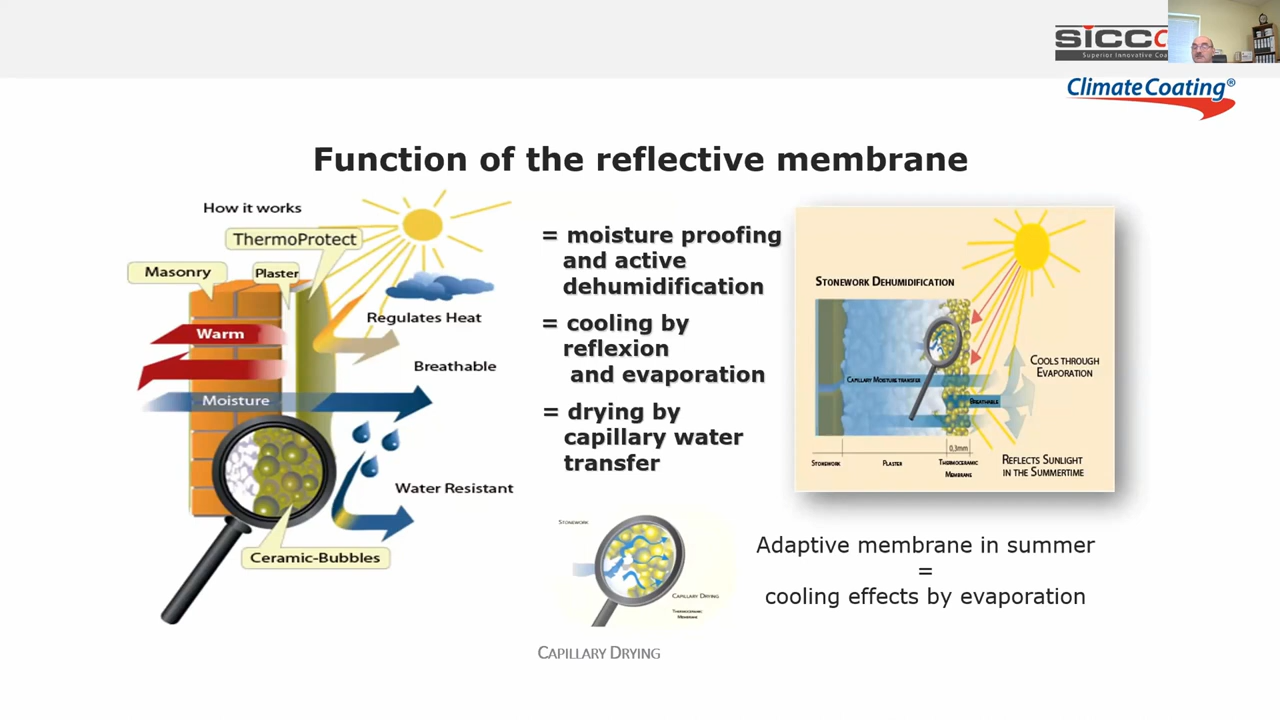 SICC
Superior Innovative Coa
ClimateCoating®
Function of the reflective membrane
How it works
ThermoProtect
Masonry
Plaster
Regulates Heat
Warm
Breathable
Moisture
Water Resistant
Ceramic-Bubbles
= moisture proofing
and active
dehumidification
= cooling by
reflexion
and evaporation
= drying by
capillary water
transfer
STONEWORK DEHUMIDIFICATION
COOLS THROUGH
EVAPORATION
CAPILLARY MOISTURE TRANSFER
BREATHABLE
0,3mm
STONEWORK
PLASTER
THERMOCERAMIC
MEMBRANE
REFLECTS SUNLIGHT
IN THE SUMMERTIME
STONEWORK
CAPILLARY DRYING
THERMOCERAMIC
MEMBRANE
CAPILLARY DRYING
Adaptive membrane in summer
=
cooling effects by evaporation